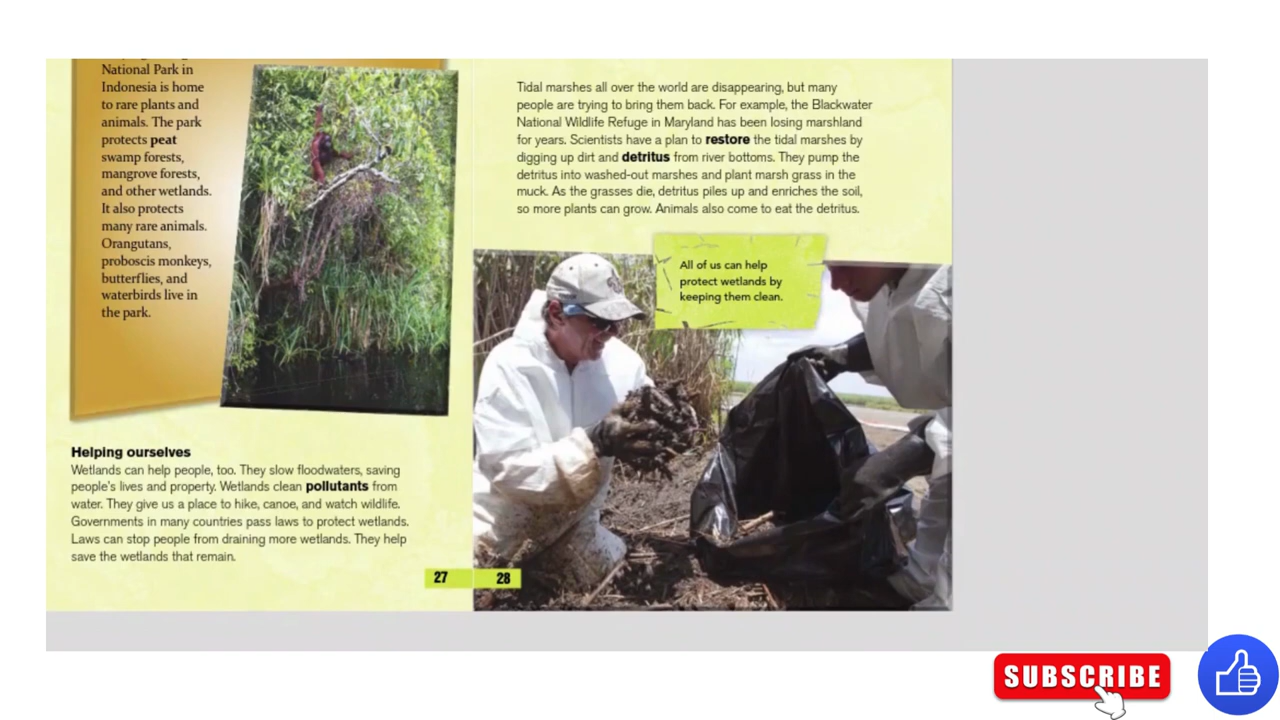 National Park in
Indonesia is home
to rare plants and
animals. The park
protects peat
swamp forests,
mangrove forests,
and other wetlands.
It also protects
many rare animals.
Orangutans,
proboscis monkeys,
butterflies, and
waterbirds live in
the park.
Helping ourselves
Wetlands can help people, too. They slow floodwaters, saving
people's lives and property. Wetlands clean pollutants from
water. They give us a place to hike, canoe, and watch wildlife.
Governments in many countries pass laws to protect wetlands.
Laws can stop people from draining more wetlands. They help
save the wetlands that remain.
27
Tidal marshes all over the world are disappearing, but many
people are trying to bring them back. For example, the Blackwater
National Wildlife Refuge in Maryland has been losing marshland
for years. Scientists have a plan to restore the tidal marshes by
digging up dirt and detritus from river bottoms. They pump the
detritus into washed-out marshes and plant marsh grass in the
muck. As the grasses die, detritus piles up and enriches the soil,
so more plants can grow. Animals also come to eat the detritus.
All of us can help
protect wetlands by
keeping them clean.
28
SUBSCRIBE